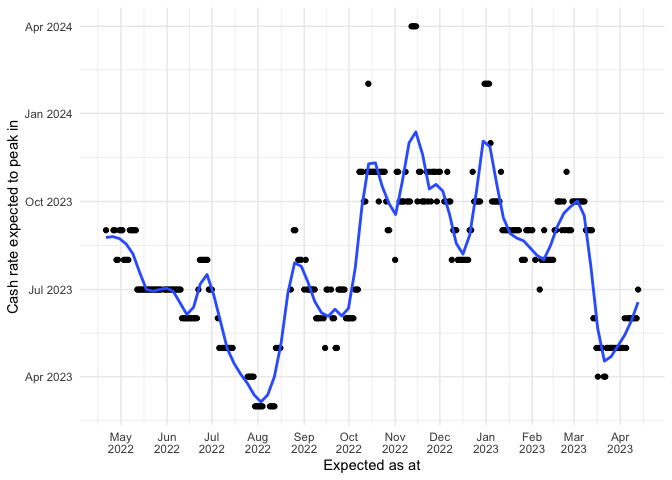 Cash rate expected to peak in
Apr 2024
Jan 2024
Oct 2023
Jul 2023
Apr 2023
May Jun Jul Aug Sep Oct Nov Dec Jan Feb Mar Apr
2022 2022 2022 2022 2022 2022 2022 2022 2023 2023 2023 2023
Expected as at